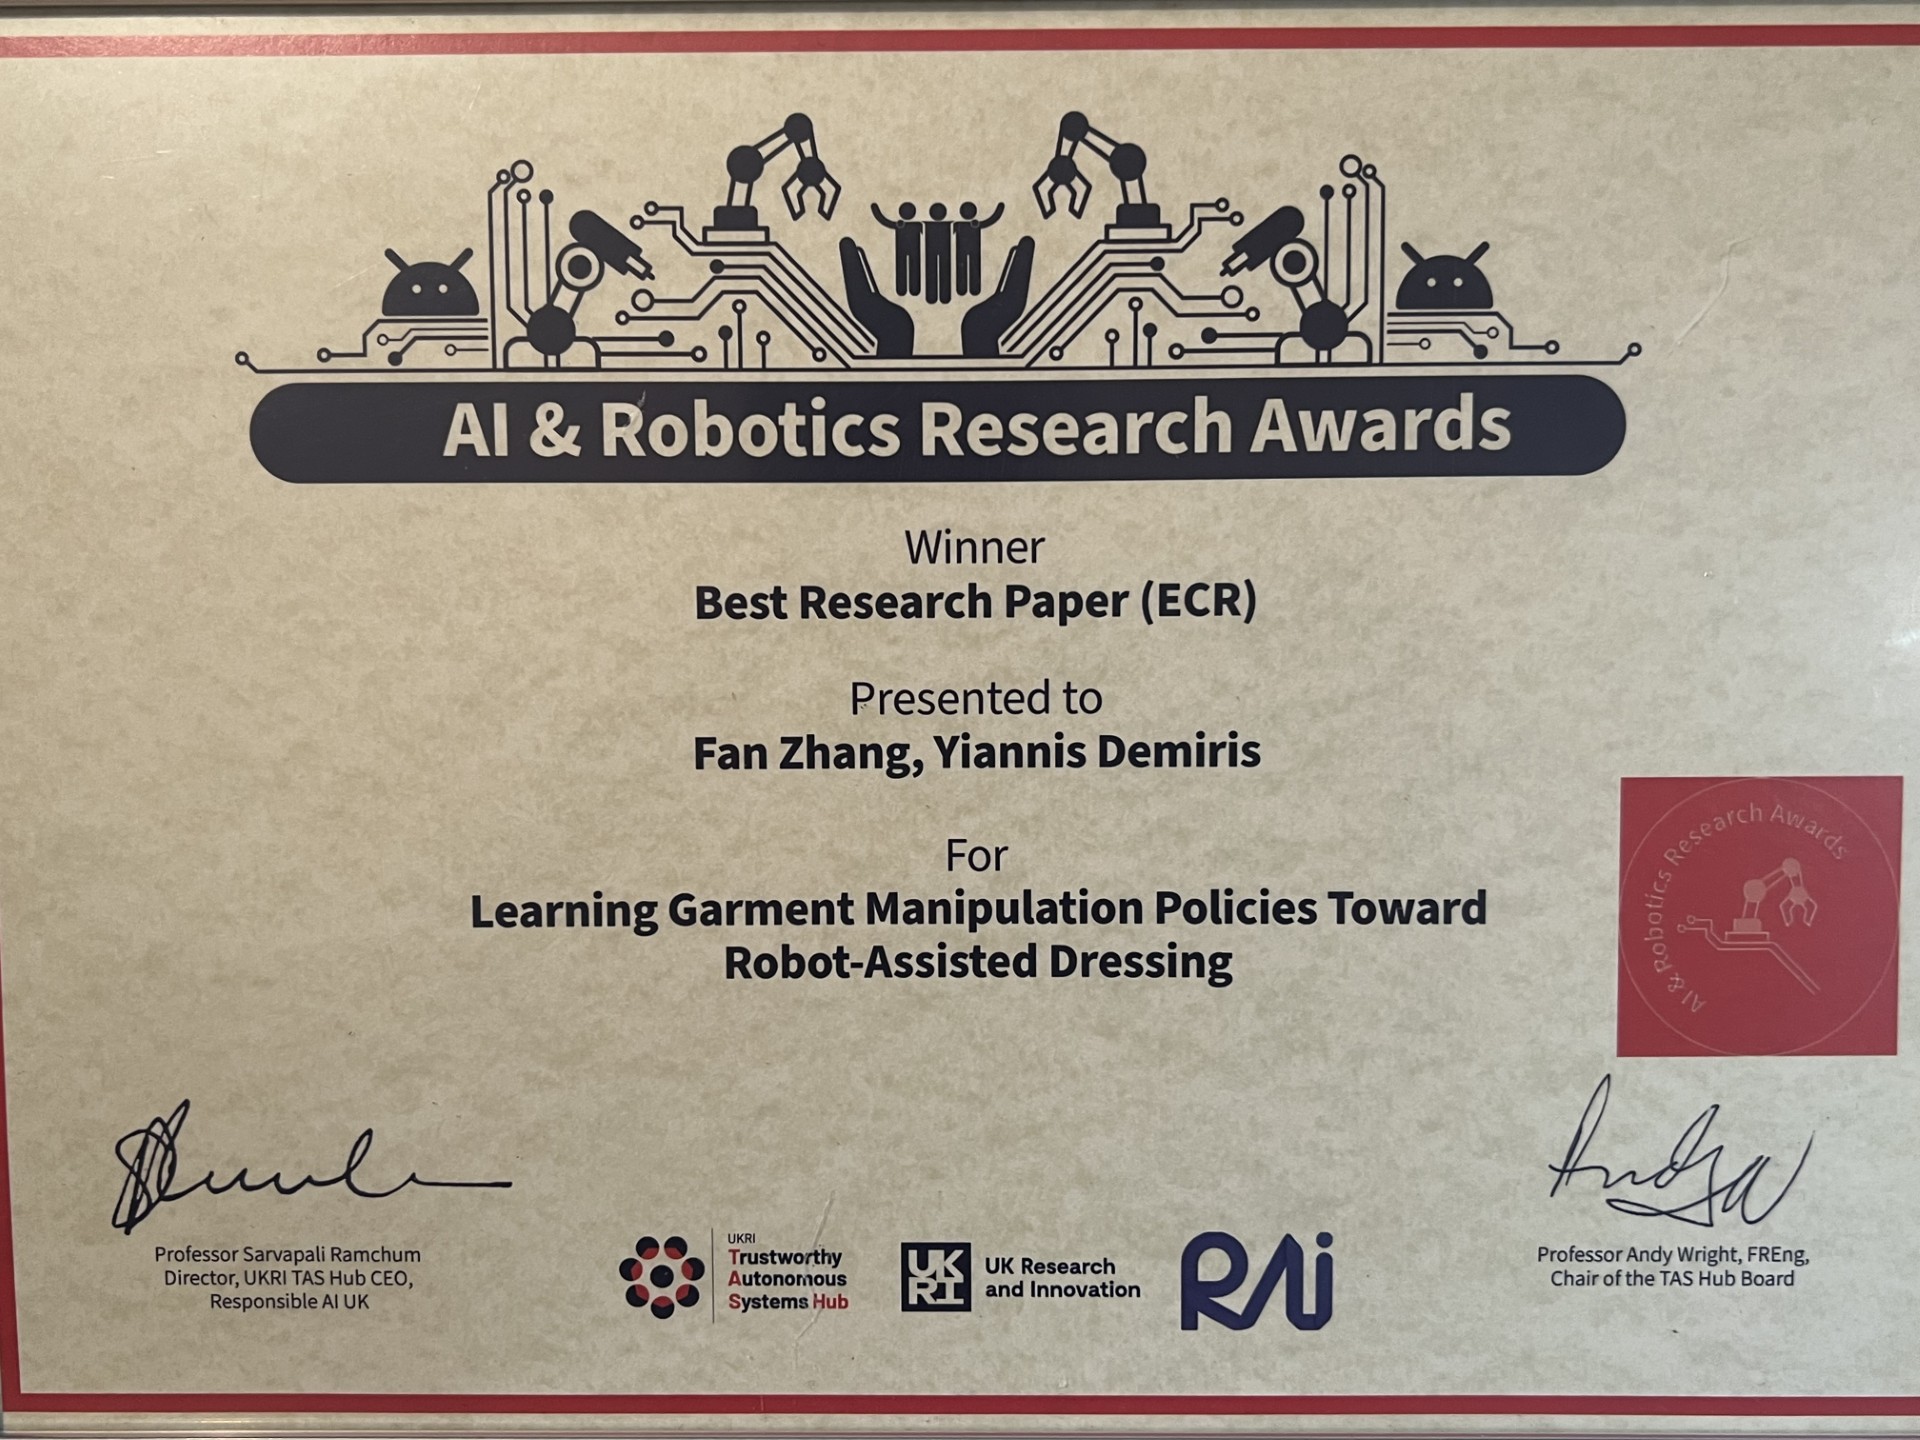 AI & Robotics Research Awards
Winner
Best Research Paper (ECR)
Presented to
Fan Zhang, Yiannis Demiris
For
Learning Garment Manipulation Policies Toward
Robot-Assisted Dressing
AI & Robotics Research Awards
Professor Sarvapali Ramchum
Director, UKRI TAS Hub CEO,
Responsible AI UK
UKRI
Trustworthy
Autonomous
Systems Hub
UK
RI
UK Research
and Innovation
RAi
Professor Andy Wright, FREng,
Chair of the TAS Hub Board